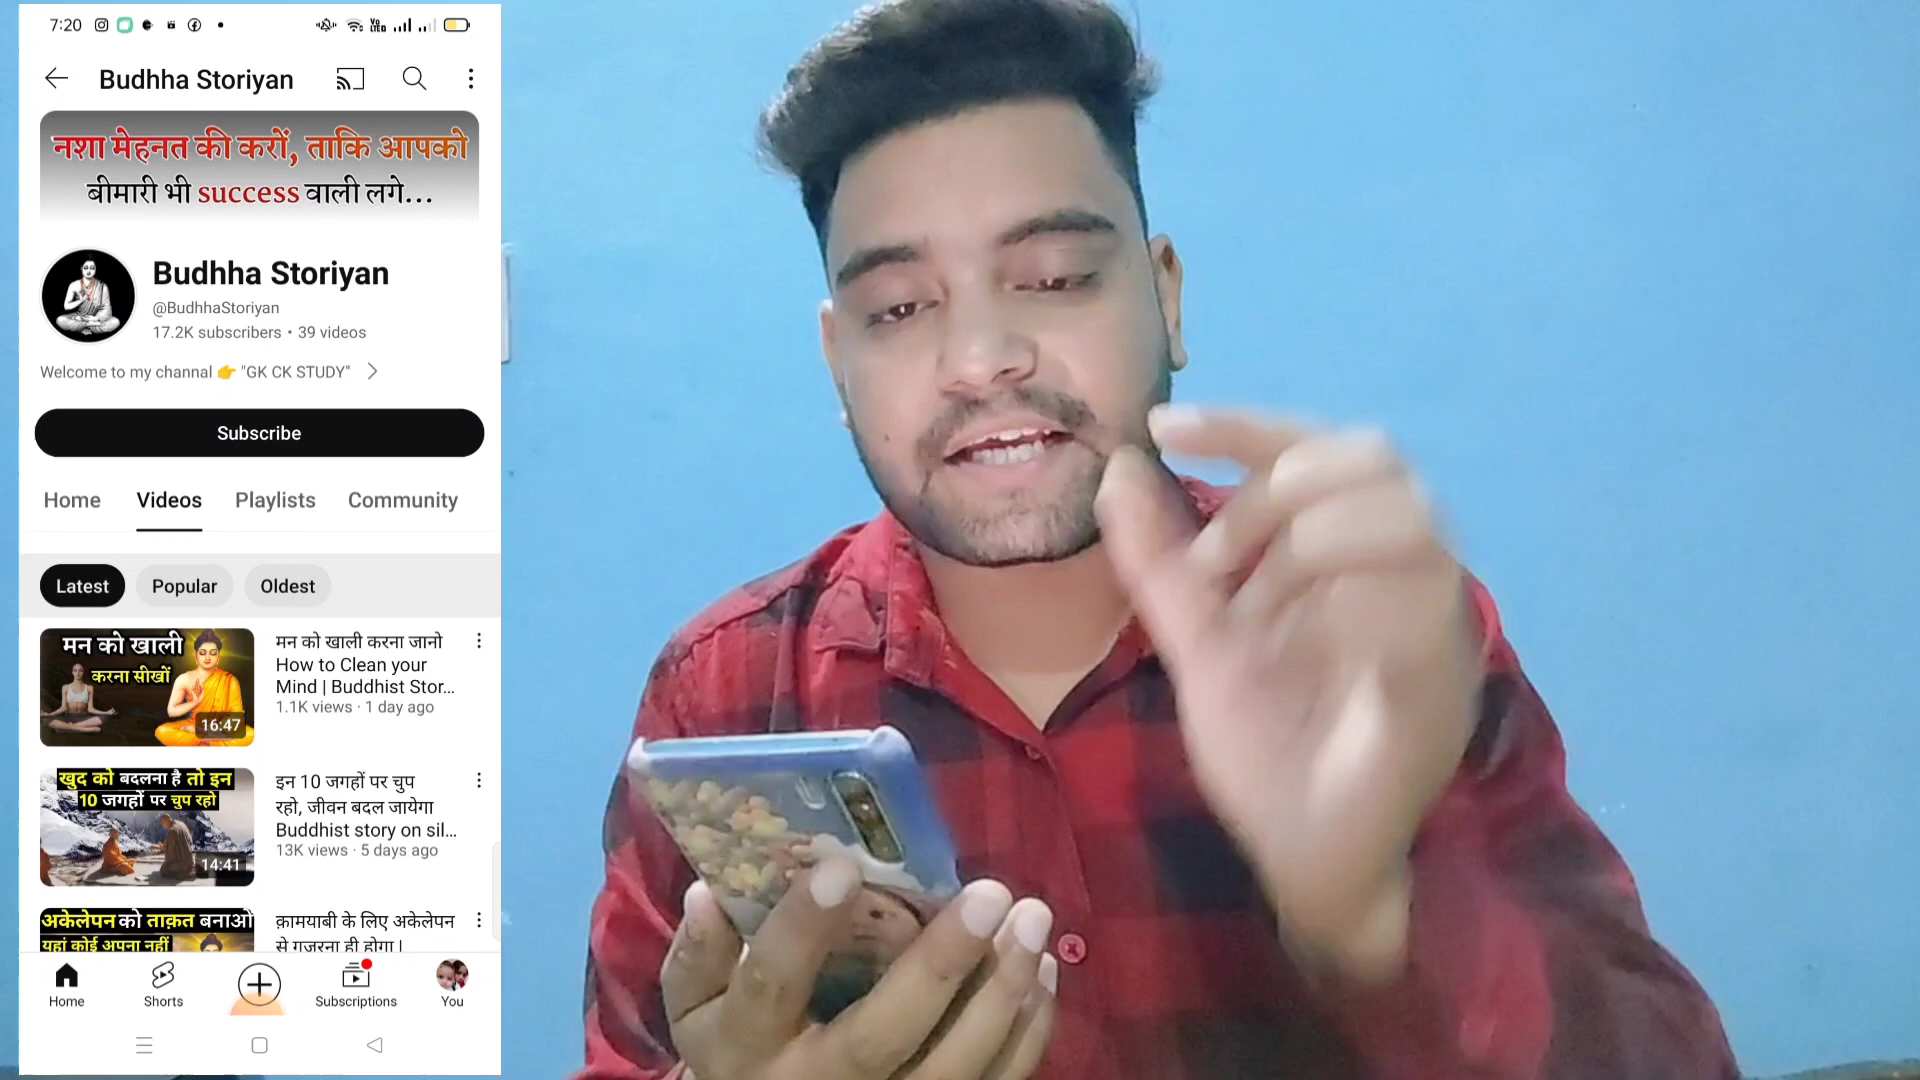 7:20
Vo
LTE
Budhha Storiyan
नशा मेहनत की करों, ताकि आपको
बीमारी भी success वाली लगे...
Budhha Storiyan
@BudhhaStoriyan
17.2K subscribers • 39 videos
Welcome to my channel 👉 "GK CK STUDY"
Subscribe
Home Videos Playlists Community
Latest Popular Oldest
मन को खाली
करना सीखों
16:47
मन को खाली करना जानो
How to Clean your
Mind | Buddhist Stor...
1.1K views · 1 day ago
खुद को बदलना है तो इन
10 जगहों पर चुप रहो
14:41
इन 10 जगहों पर चुप
रहो, जीवन बदल जायेगा
Buddhist story on sil...
13K views · 5 days ago
अकेलेपन को ताक़त बनाओ
यहां कोई अपना नहीं
क़ामयाबी के लिए अकेलेपन
से गुजरना ही होगा |
Home Shorts Subscriptions You